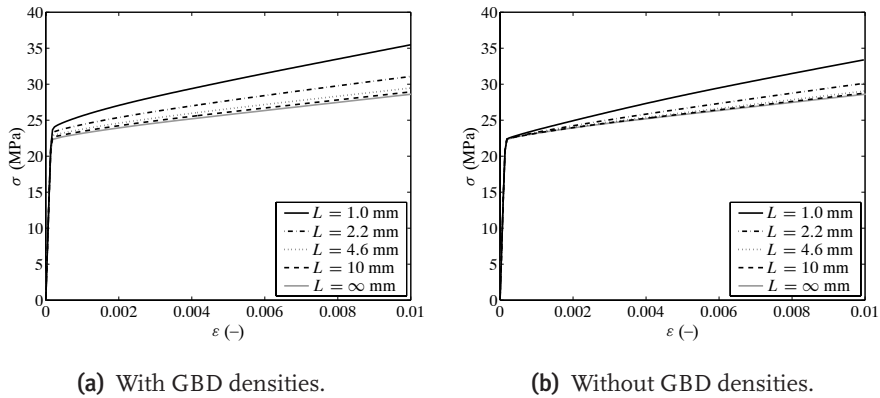 40
35
30
25
20
15
10
5
0
σ (MPa)
L = 1.0 mm
L = 2.2 mm
L = 4.6 mm
L = 10 mm
L = ∞ mm
0 0.002 0.004 0.006 0.008 0.01
ε (–)
(a) With GBD densities.
40
35
30
25
20
15
10
5
0
σ (MPa)
L = 1.0 mm
L = 2.2 mm
L = 4.6 mm
L = 10 mm
L = ∞ mm
0 0.002 0.004 0.006 0.008 0.01
ε (–)
(b) Without GBD densities.